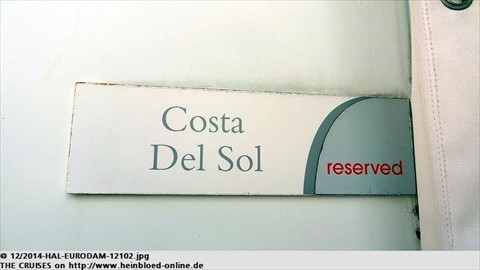 Costa
Del Sol
reserved
© 12/2014-HAL-EURODAM-12102.jpg
THE CRUISES on http://www.heinbloed-online.de